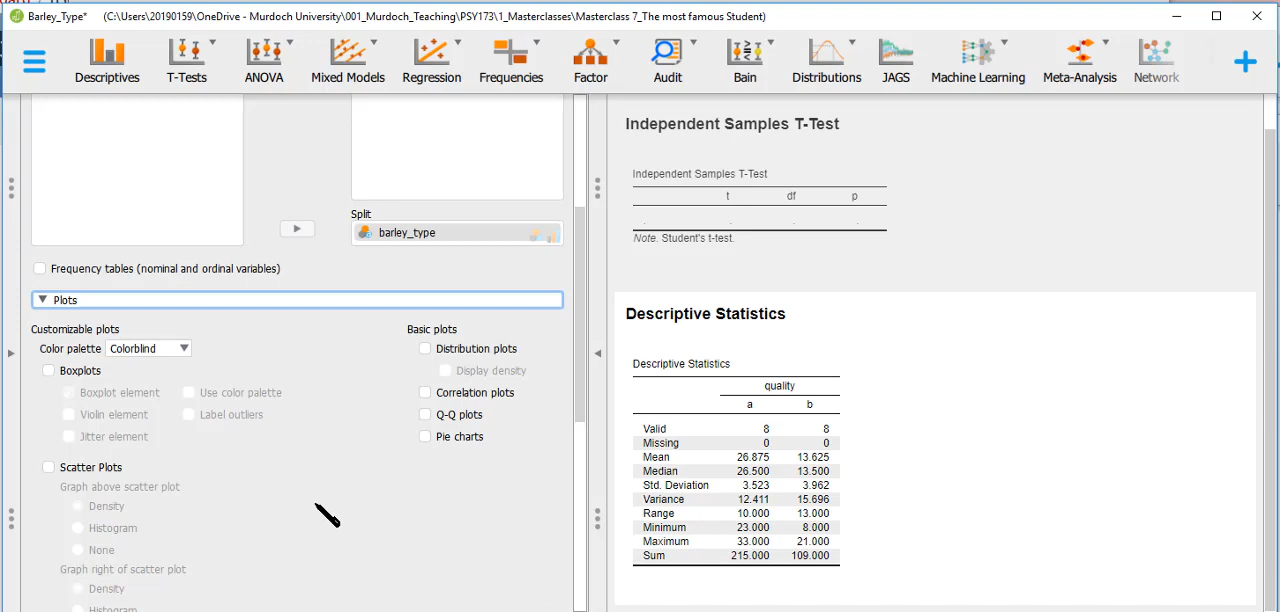 Barley_Type* (C:\Users\20190159\OneDrive - Murdoch University\001_Murdoch_Teaching\PSY173\1_Masterclasses\Masterclass 7_The most famous Student)
Descriptives T-Tests ANOVA Mixed Models Regression Frequencies Factor Audit Bain Distributions JAGS Machine Learning Meta-Analysis Network
Split
barley_type
Frequency tables (nominal and ordinal variables)
Plots
Customizable plots
Color palette Colorblind
Boxplots
Boxplot element Use color palette
Violin element Label outliers
Jitter element
Scatter Plots
Graph above scatter plot
Density
Histogram
None
Graph right of scatter plot
Density
Histogram
Basic plots
Distribution plots
Display density
Correlation plots
Q-Q plots
Pie charts
Independent Samples T-Test
Independent Samples T-Test
t df p
. . . .
Note. Student's t-test.
Descriptive Statistics
Descriptive Statistics
quality
a b
Valid 8 8
Missing 0 0
Mean 26.875 13.625
Median 26.500 13.500
Std. Deviation 3.523 3.962
Variance 12.411 15.696
Range 10.000 13.000
Minimum 23.000 8.000
Maximum 33.000 21.000
Sum 215.000 109.000